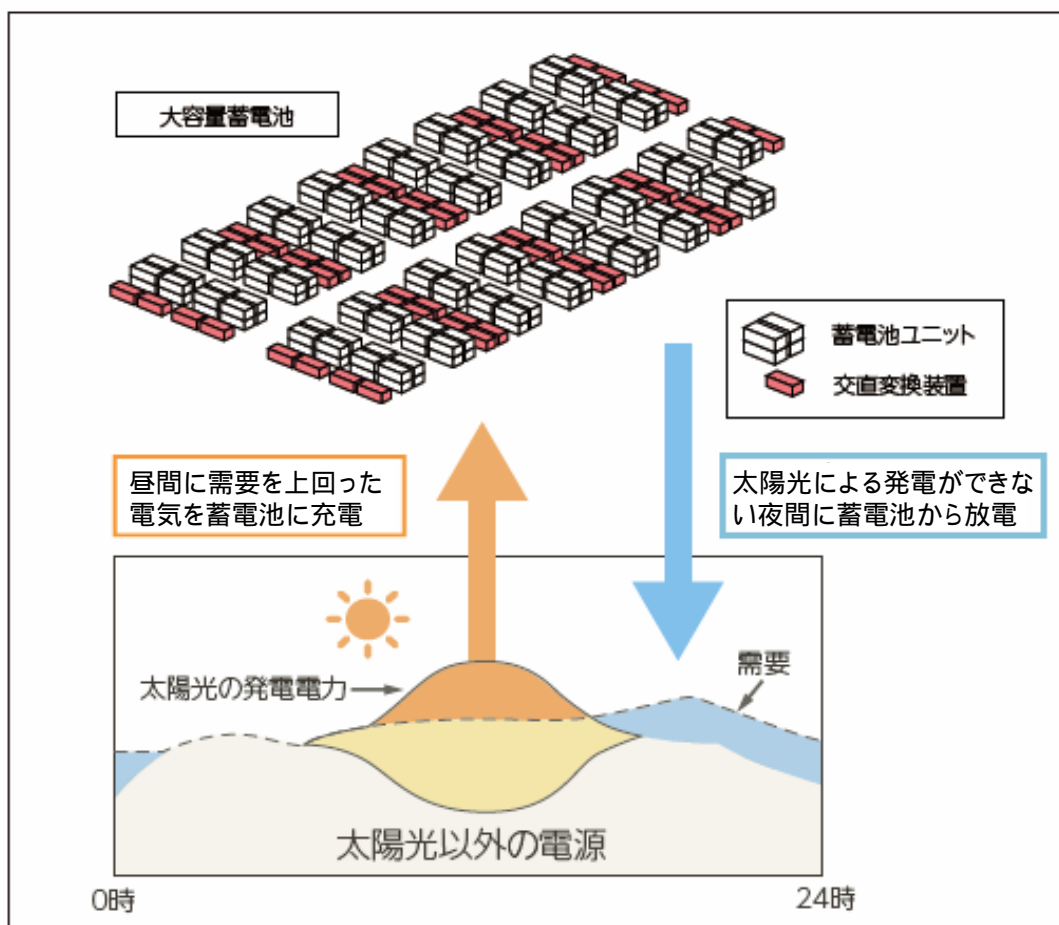 大容量蓄電池
蓄電池ユニット
交直変換装置
昼間に需要を上回った
電気を蓄電池に充電
太陽光による発電ができな
い夜間に蓄電池から放電
太陽光の発電電力
需要
太陽光以外の電源
0時
24時